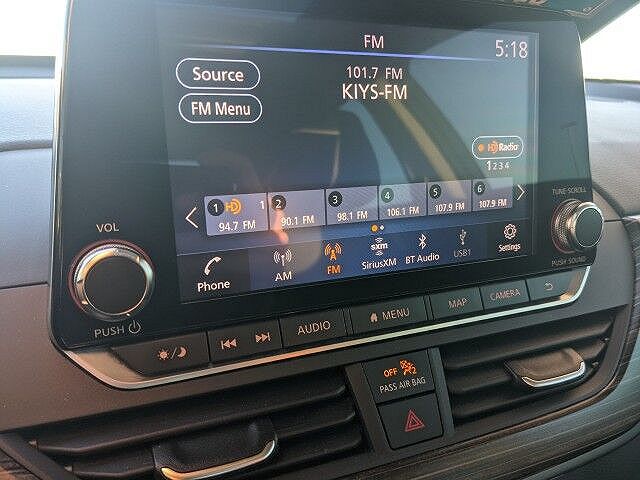 FM
5:18
Source
101.7 FM
KIYS-FM
FM Menu
HD Radio
1234
1 HD 1
94.7 FM
2
90.1 FM
3
98.1 FM
4
106.1 FM
5
107.9 FM
6
107.9 FM
Phone
AM
FM
sxm
SiriusXM
BT Audio
USB1
Settings
VOL
PUSH
TUNE·SCROLL
PUSH SOUND
AUDIO
MENU
MAP
CAMERA
OFF
2
PASS AIR BAG